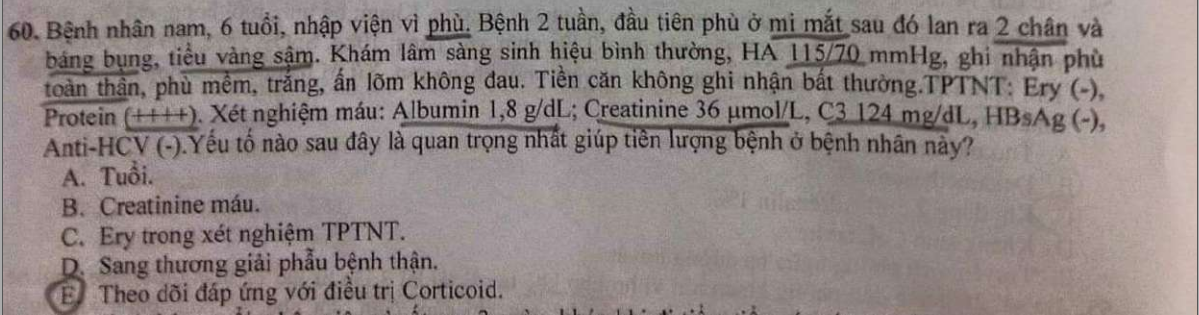 60. Bệnh nhân nam, 6 tuổi, nhập viện vì phù. Bệnh 2 tuần, đầu tiên phù ở mi mắt sau đó lan ra 2 chân và
báng bụng, tiểu vàng sậm. Khám lâm sàng sinh hiệu bình thường, HA 115/70 mmHg, ghi nhận phù
toàn thân, phù mềm, trắng, ấn lõm không đau. Tiền căn không ghi nhận bất thường.TPTNT: Ery (-),
Protein (++++). Xét nghiệm máu: Albumin 1,8 g/dL; Creatinine 36 µmol/L, C3 124 mg/dL, HBsAg (-),
Anti-HCV (-).Yếu tố nào sau đây là quan trọng nhất giúp tiên lượng bệnh ở bệnh nhân này?
A. Tuổi.
B. Creatinine máu.
C. Ery trong xét nghiệm TPTNT.
D. Sang thương giải phẫu bệnh thận.
E. Theo dõi đáp ứng với điều trị Corticoid.